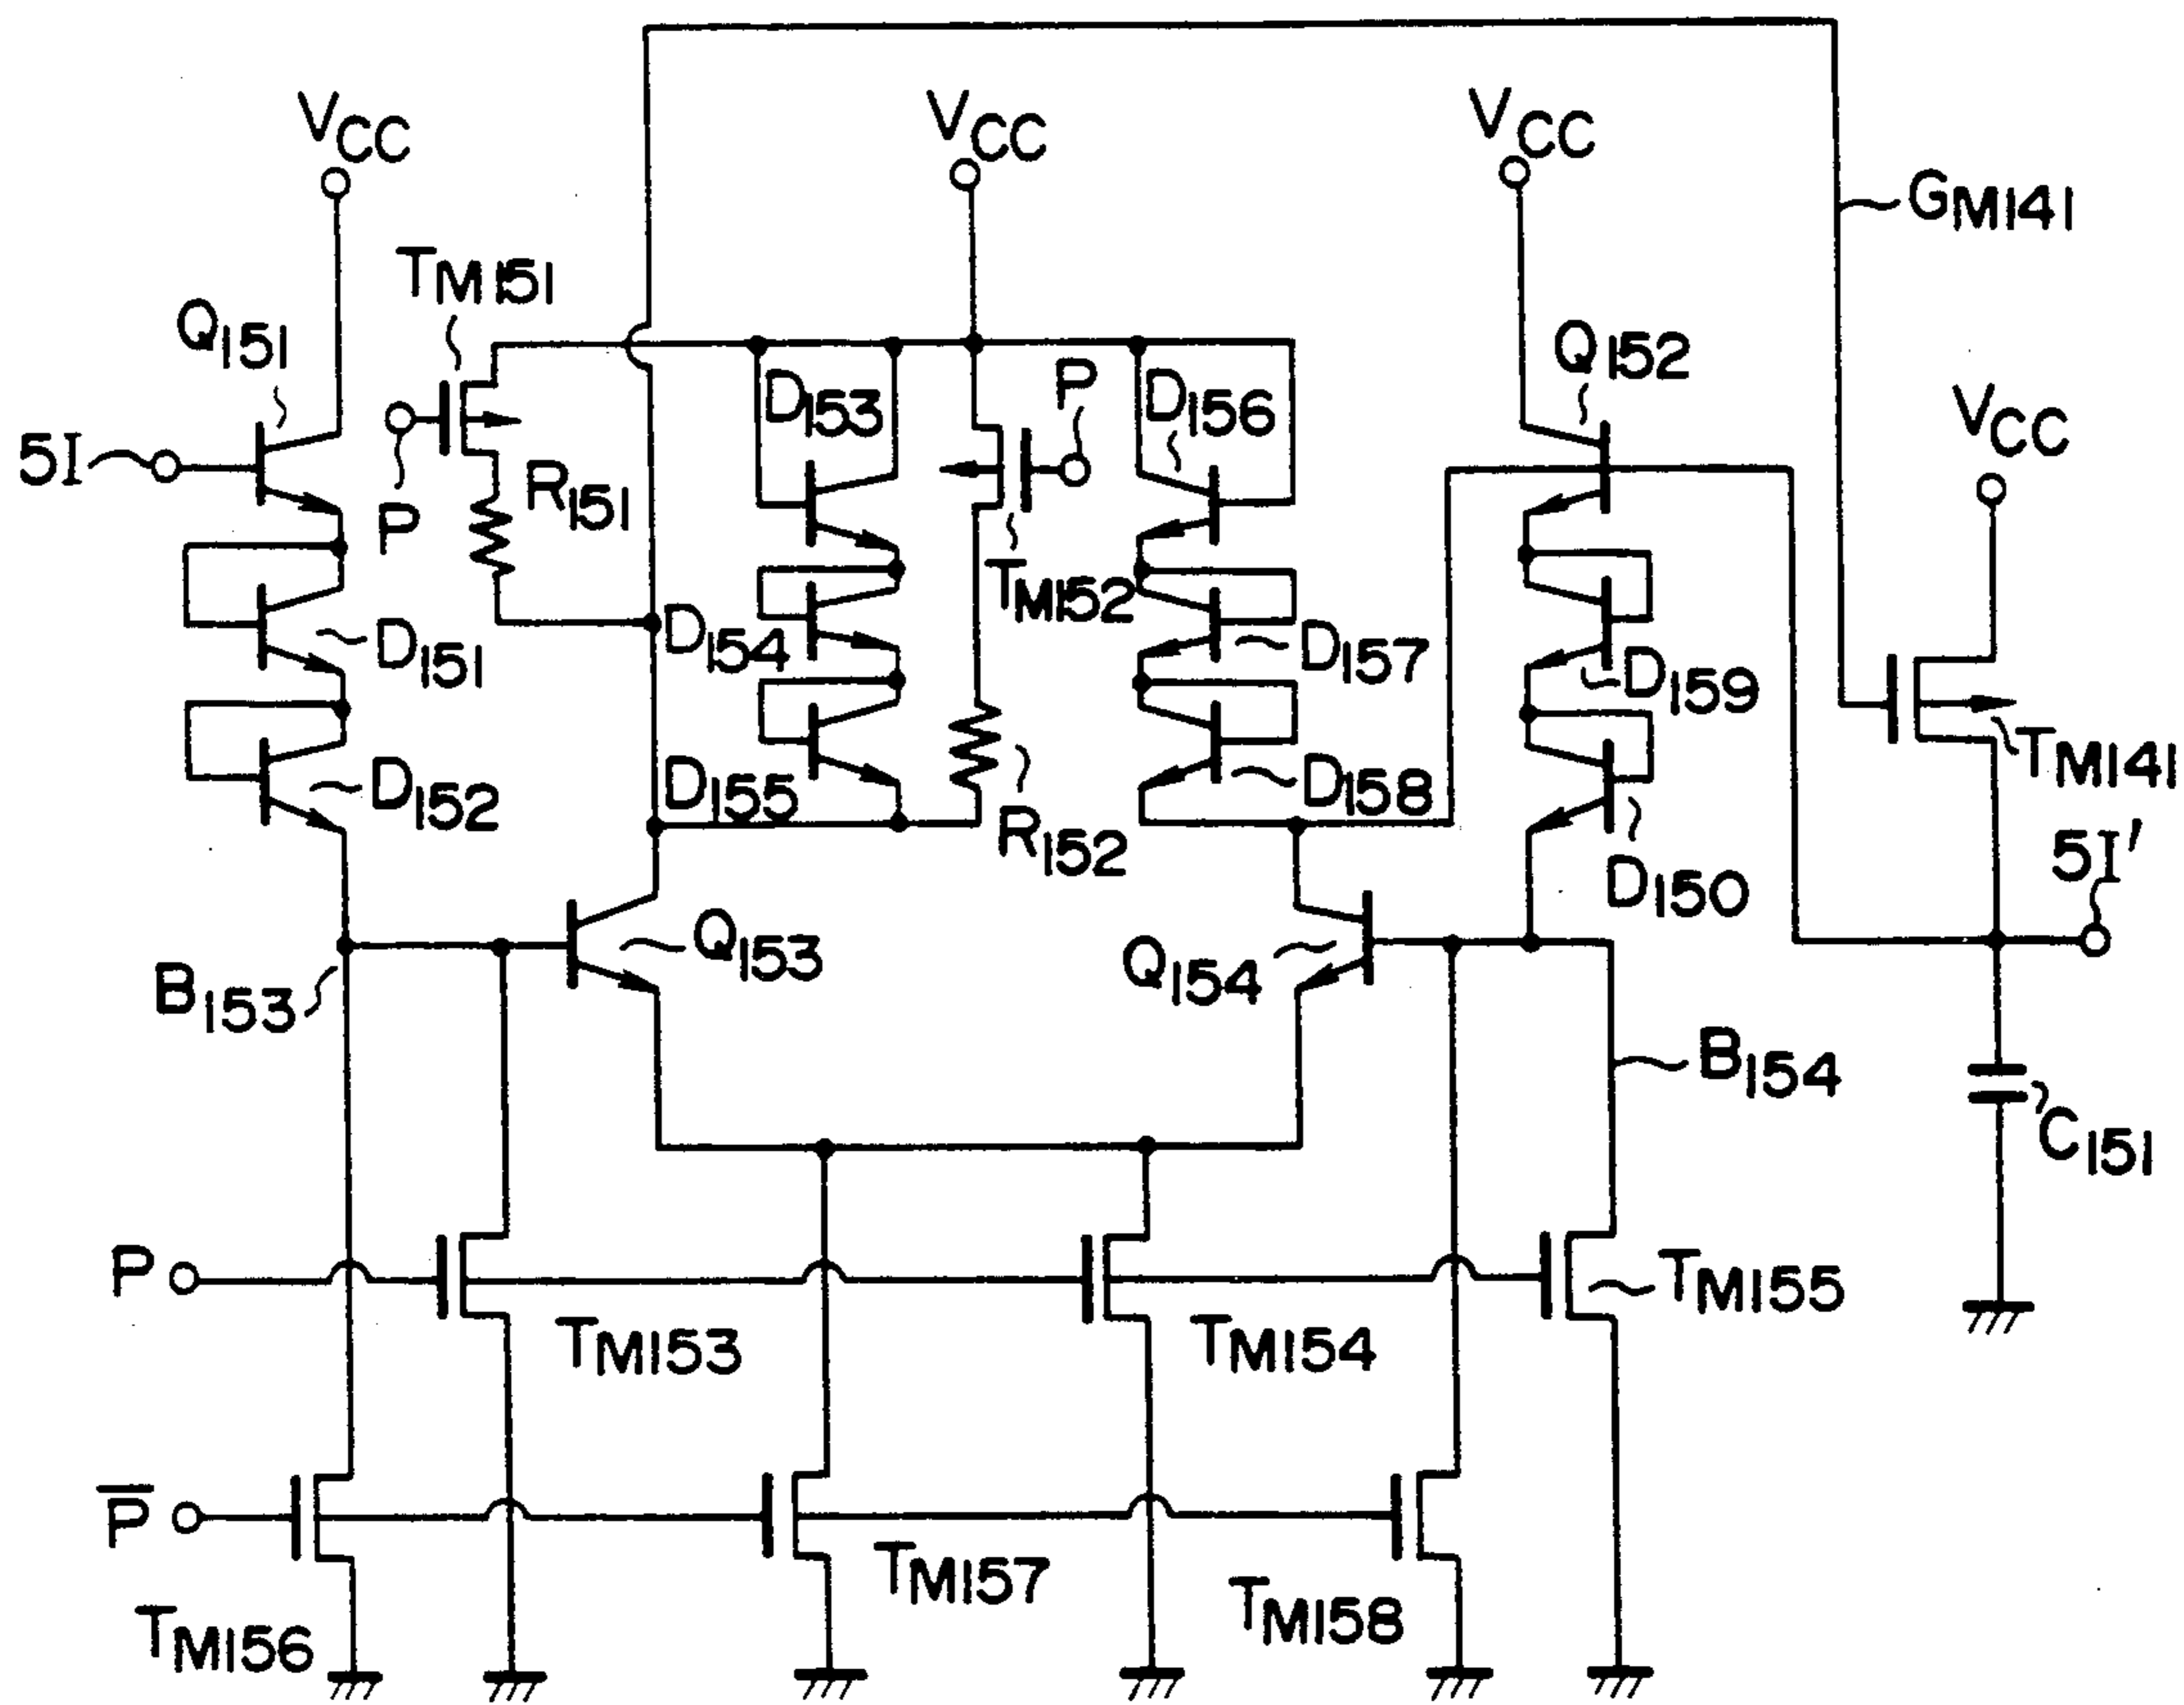 VCC
VCC
VCC
GM141
TM151
Q151
Q152
P
D153
D156
VCC
5I
P
R151
TM152
D151
D154
D157
D159
TM141
D152
D155
D158
R152
D150
5I'
B153
Q153
Q154
B154
C151
P
TM153
TM154
TM155
P̅
TM156
TM157
TM158